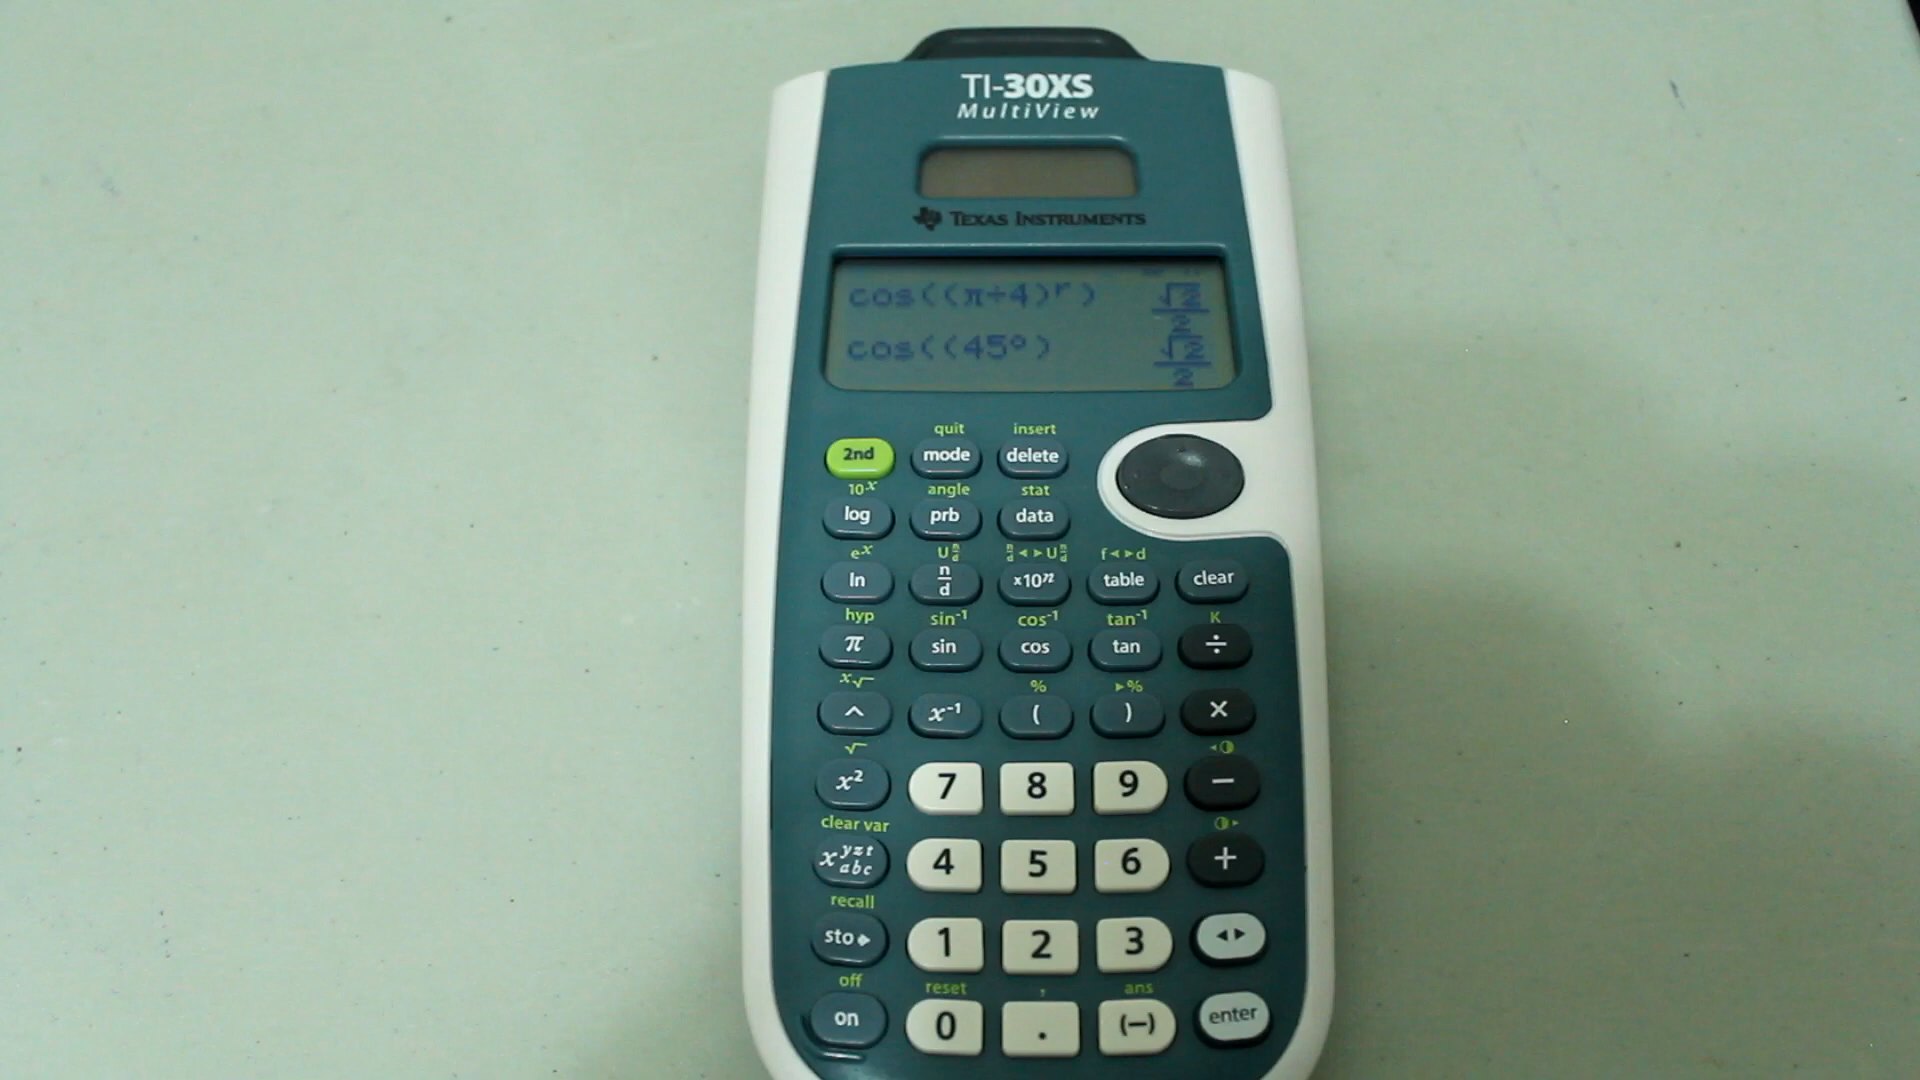 TI-30XS
MultiView
TEXAS INSTRUMENTS
cos((π÷4)ʳ) √2/2
cos((45°) √2/2
quit insert
2nd mode delete
10ˣ angle stat
log prb data
eˣ U n/d n/d ◂▸U n/d f◂▸d
ln n/d ×10ⁿ table clear
hyp sin⁻¹ cos⁻¹ tan⁻¹ K
π sin cos tan ÷
ˣ√ % ▸%
^ x⁻¹ ( ) ×
√ ◂◑
x² 7 8 9 −
clear var ◑▸
x yzt abc 4 5 6 +
recall
sto▸ 1 2 3 ◂▸
off reset , ans
on 0 . (−) enter